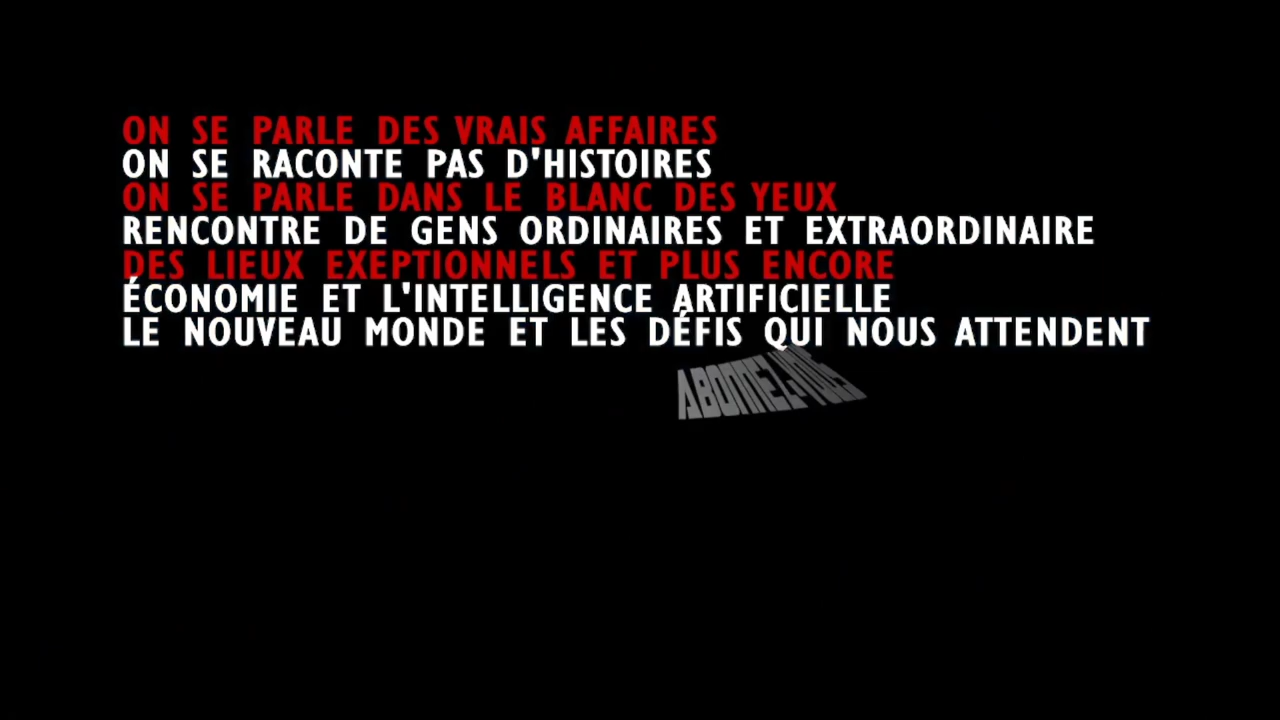 ON SE PARLE DES VRAIS AFFAIRES
ON SE RACONTE PAS D'HISTOIRES
ON SE PARLE DANS LE BLANC DES YEUX
RENCONTRE DE GENS ORDINAIRES ET EXTRAORDINAIRE
DES LIEUX EXEPTIONNELS ET PLUS ENCORE
ÉCONOMIE ET L'INTELLIGENCE ARTIFICIELLE
LE NOUVEAU MONDE ET LES DÉFIS QUI NOUS ATTENDENT
ABONNEZ-VOUS